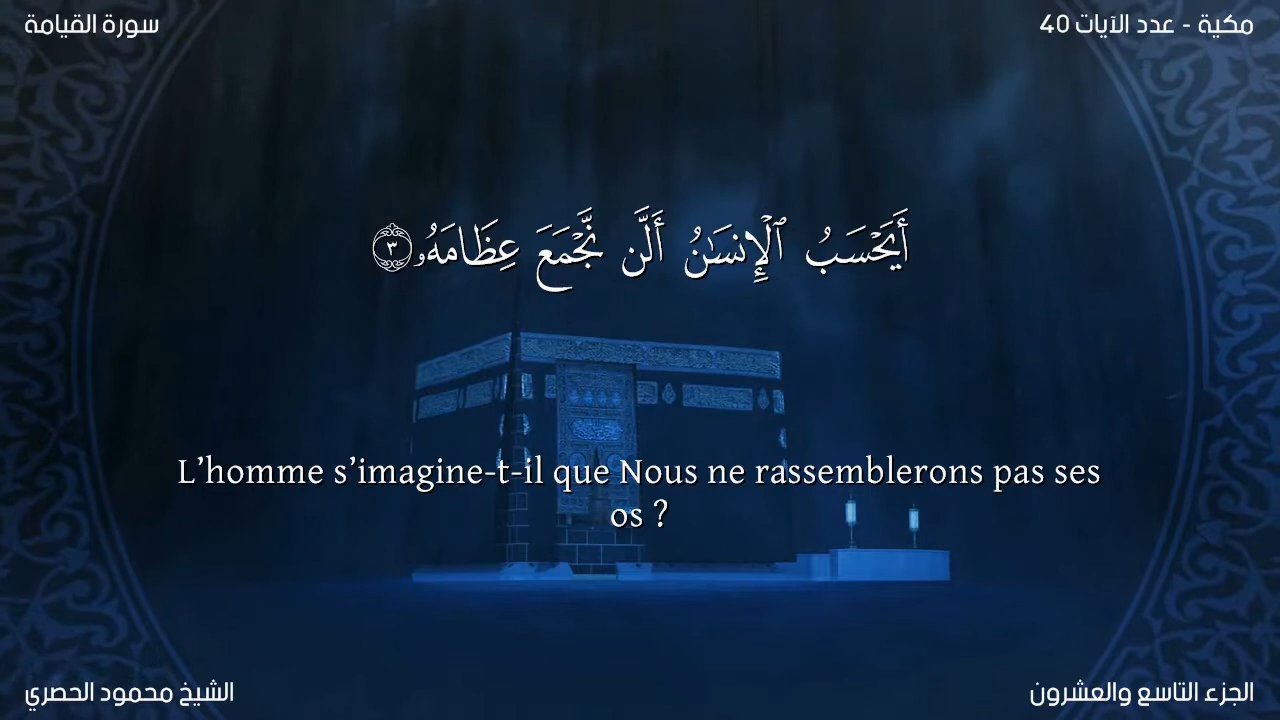 مكية - عدد الآيات 40
سورة القيامة
أَيَحْسَبُ ٱلْإِنسَـٰنُ أَلَّن نَّجْمَعَ عِظَامَهُۥ ٣
L’homme s’imagine-t-il que Nous ne rassemblerons pas ses
os ?
الجزء التاسع والعشرون
الشيخ محمود الحصري